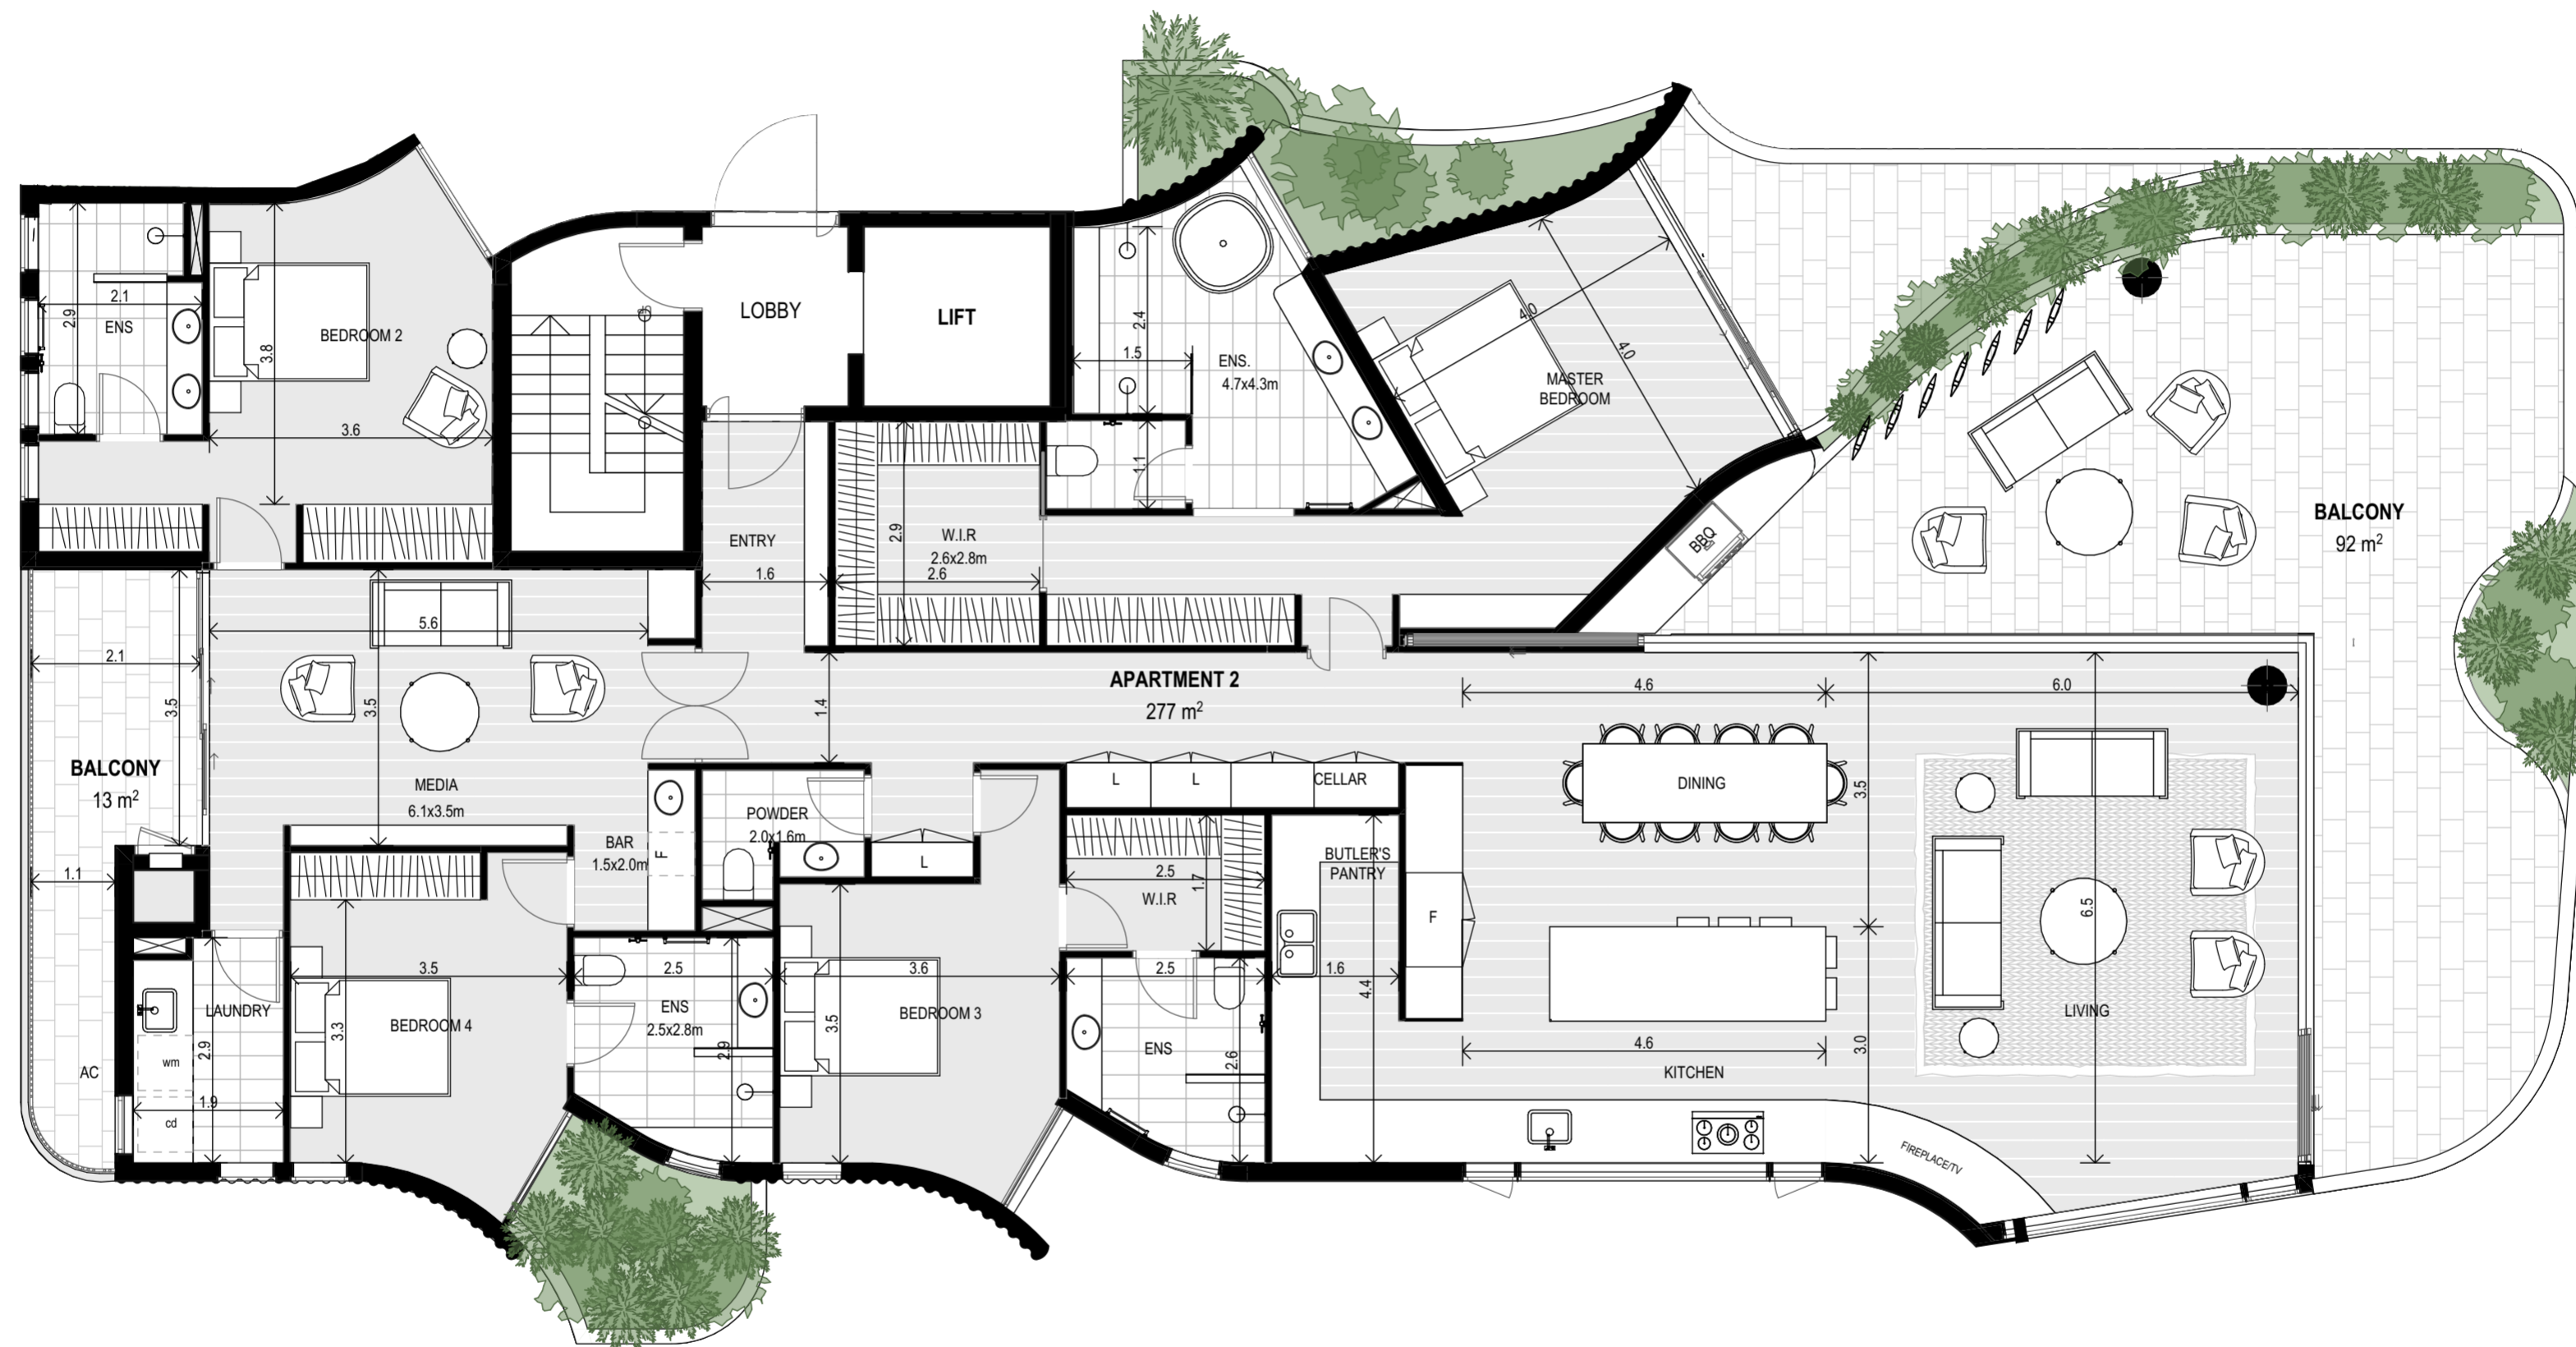 2.1
2.9
ENS
BEDROOM 2
3.8
3.6
LOBBY
LIFT
2.4
1.5
ENS.
4.7x4.3m
1.1
4.0
4.0
MASTER
BEDROOM
BBQ
BALCONY
92 m²
ENTRY
1.6
2.9
W.I.R
2.6x2.8m
2.6
5.6
2.1
3.5
3.5
BALCONY
13 m²
MEDIA
6.1x3.5m
1.4
APARTMENT 2
277 m²
4.6
6.0
L
L
CELLAR
DINING
3.5
POWDER
2.0x1.6m
BAR
1.5x2.0m
F
L
BUTLER'S
PANTRY
2.5
1.7
W.I.R
F
6.5
1.1
3.5
2.5
3.6
2.5
1.6
4.4
LAUNDRY
2.9
BEDROOM 4
3.3
ENS
2.5x2.8m
2.9
BEDROOM 3
3.5
ENS
2.6
LIVING
4.6
3.0
KITCHEN
AC
wm
1.9
cd
FIREPLACE/TV